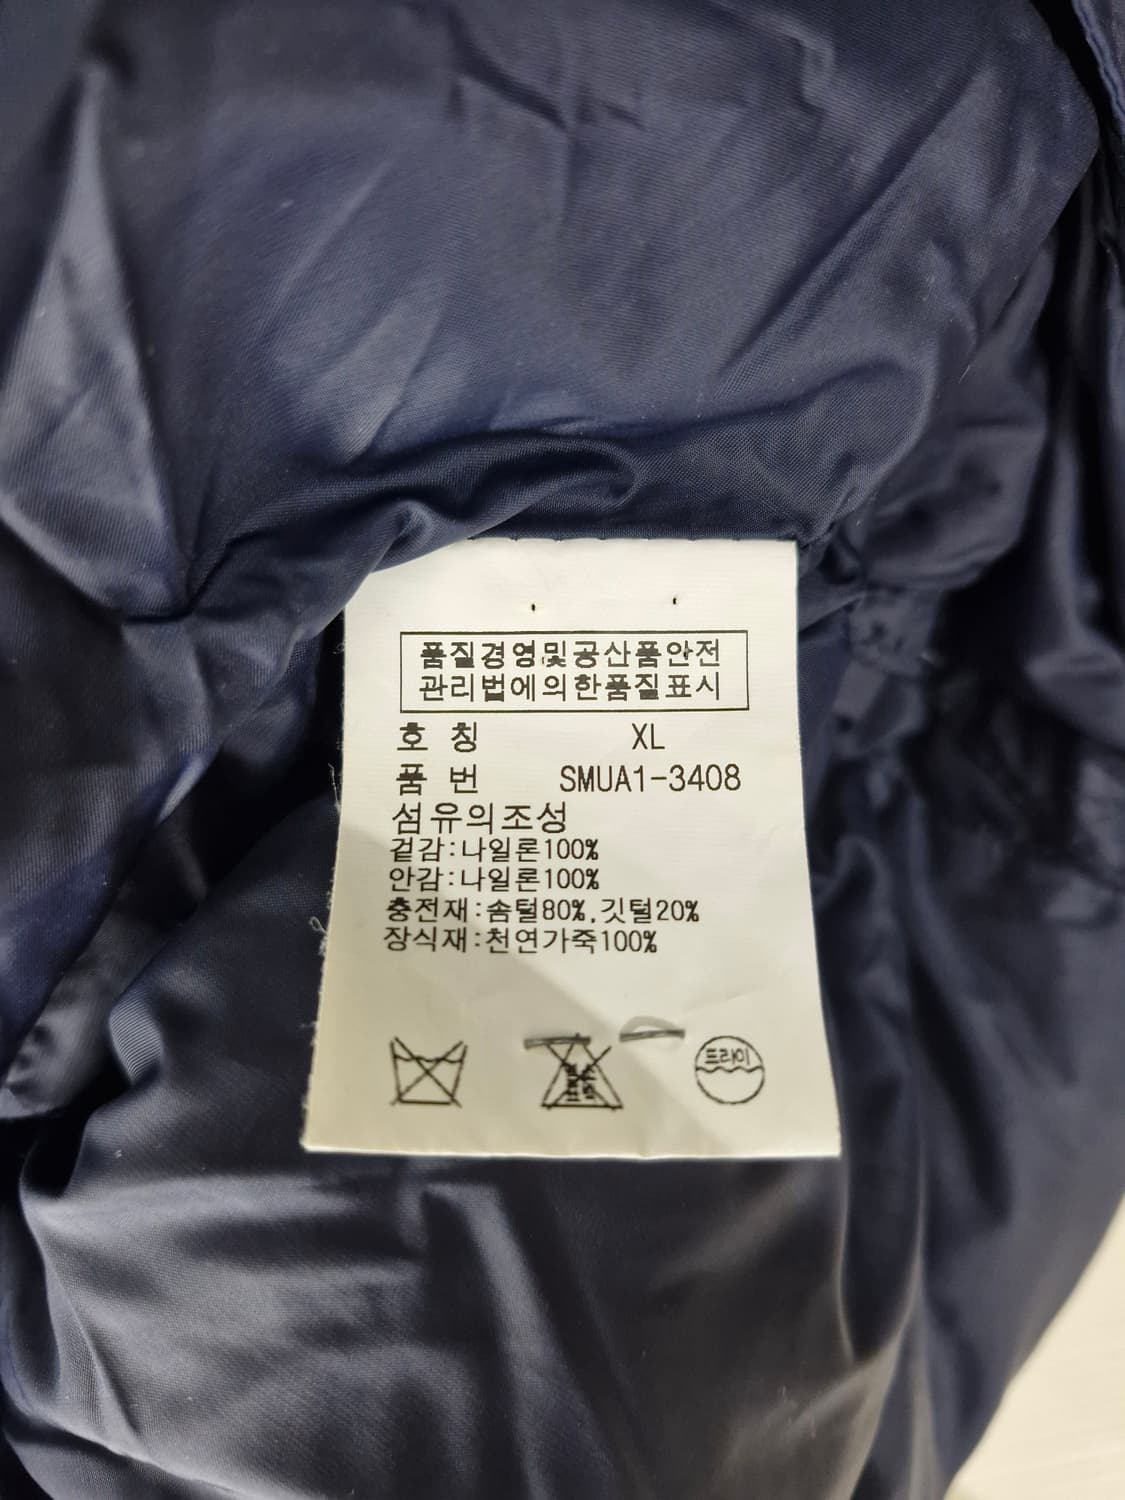 품질경영및공산품안전
관리법에의한품질표시
호 칭 XL
품 번 SMUA1-3408
섬유의조성
겉감:나일론100%
안감:나일론100%
충전재:솜털80%,깃털20%
장식재:천연가죽100%
드라이